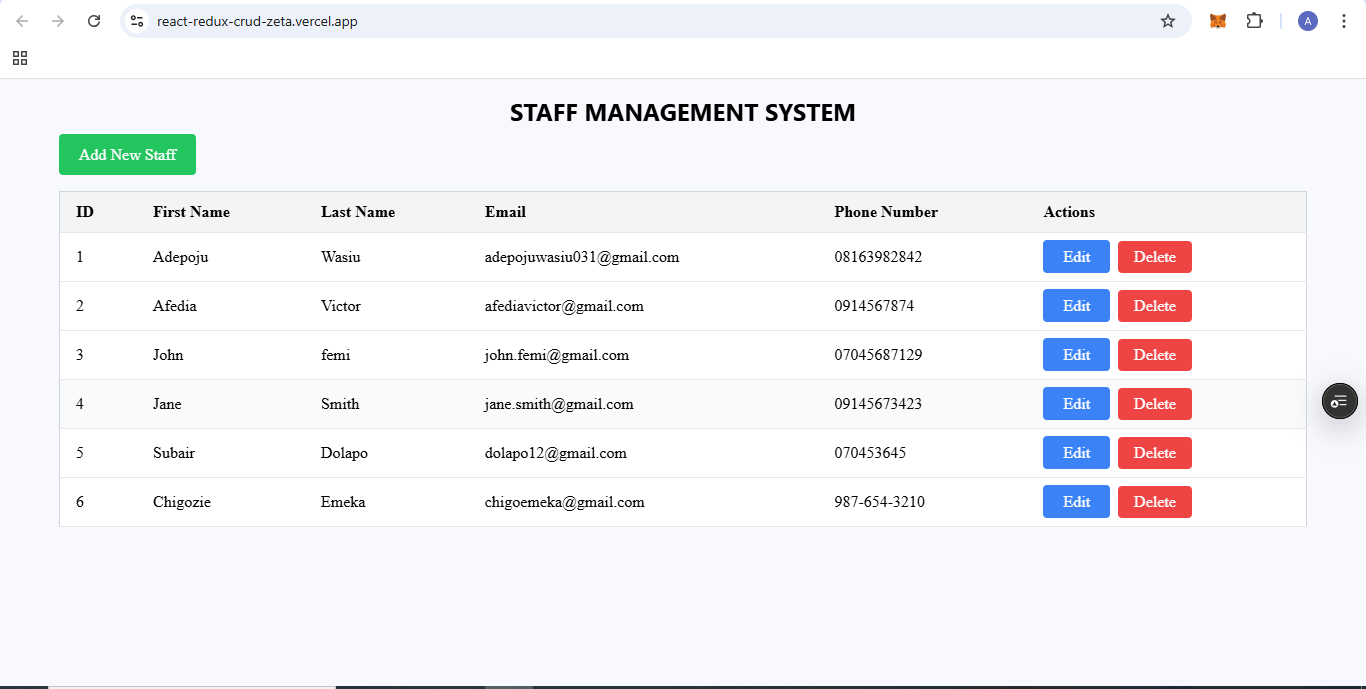 react-redux-crud-zeta.vercel.app
A
STAFF MANAGEMENT SYSTEM
Add New Staff
ID First Name Last Name Email Phone Number Actions
1 Adepoju Wasiu adepojuwasiu031@gmail.com 08163982842 Edit Delete
2 Afedia Victor afediavictor@gmail.com 0914567874 Edit Delete
3 John femi john.femi@gmail.com 07045687129 Edit Delete
4 Jane Smith jane.smith@gmail.com 09145673423 Edit Delete
5 Subair Dolapo dolapo12@gmail.com 070453645 Edit Delete
6 Chigozie Emeka chigoemeka@gmail.com 987-654-3210 Edit Delete